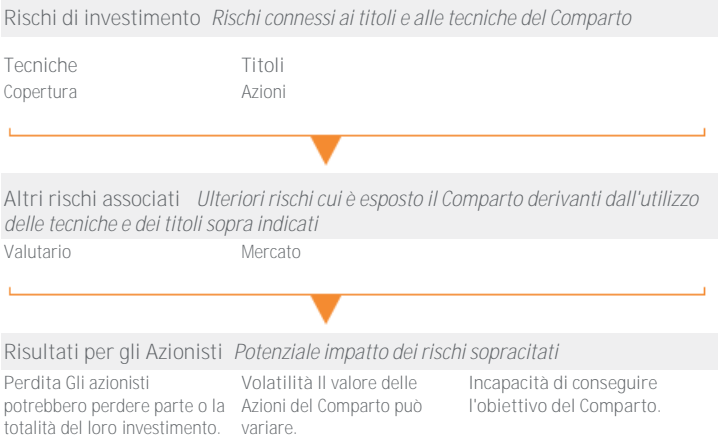 Rischi di investimento Rischi connessi ai titoli e alle tecniche del Comparto
Tecniche Titoli
Copertura Azioni
Altri rischi associati Ulteriori rischi cui è esposto il Comparto derivanti dall'utilizzo
delle tecniche e dei titoli sopra indicati
Valutario Mercato
Risultati per gli Azionisti Potenziale impatto dei rischi sopracitati
Perdita Gli azionisti
potrebbero perdere parte o la
totalità del loro investimento.
Volatilità Il valore delle
Azioni del Comparto può
variare.
Incapacità di conseguire
l'obiettivo del Comparto.